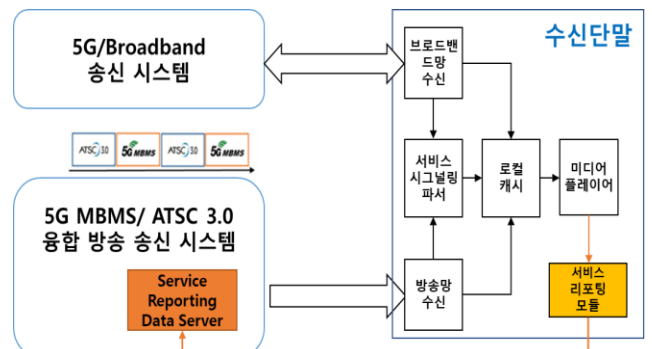 5G/Broadband
송신 시스템
ATSC 3.0
5G MBMS
ATSC 3.0
5G MBMS
5G MBMS/ ATSC 3.0
융합 방송 송신 시스템
Service
Reporting
Data Server
수신단말
브로드밴
드망
수신
서비스
시그널링
파서
로컬
캐시
미디어
플레이어
방송망
수신
서비스
리포팅
모듈